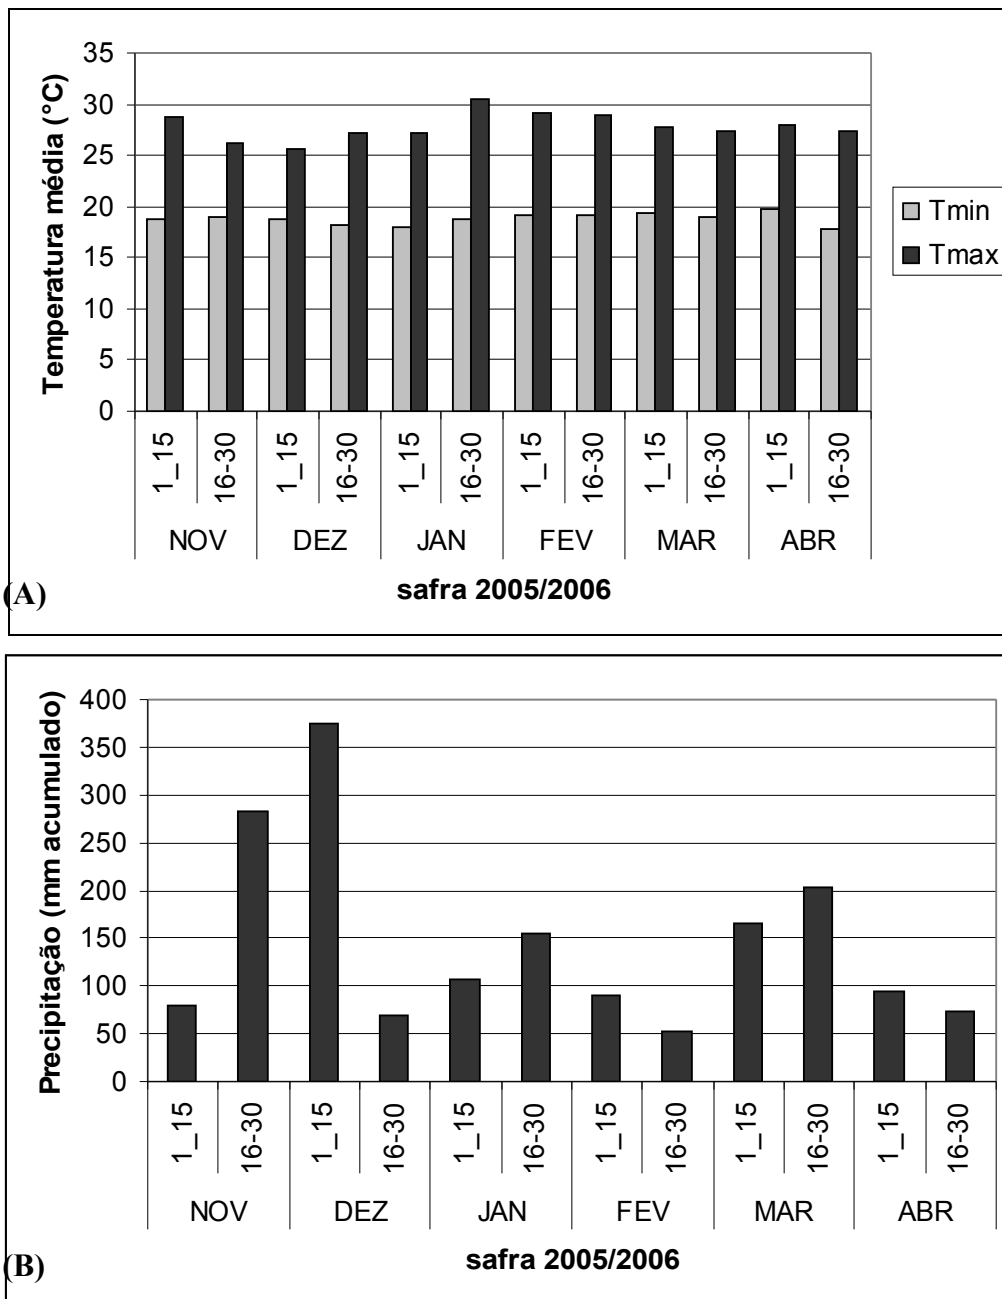 Temperatura média (°C)
35
30
25
20
15
10
5
0
1_15 16-30 1_15 16-30 1_15 16-30 1_15 16-30 1_15 16-30 1_15 16-30
NOV DEZ JAN FEV MAR ABR
safra 2005/2006
Tmin
Tmax
(A)
Precipitação (mm acumulado)
400
350
300
250
200
150
100
50
0
1_15 16-30 1_15 16-30 1_15 16-30 1_15 16-30 1_15 16-30 1_15 16-30
NOV DEZ JAN FEV MAR ABR
safra 2005/2006
(B)